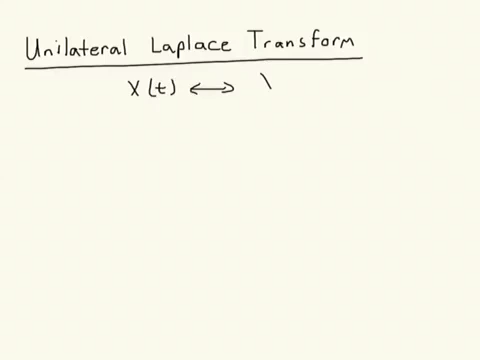 Unilateral Laplace Transform
x(t) ↔ \